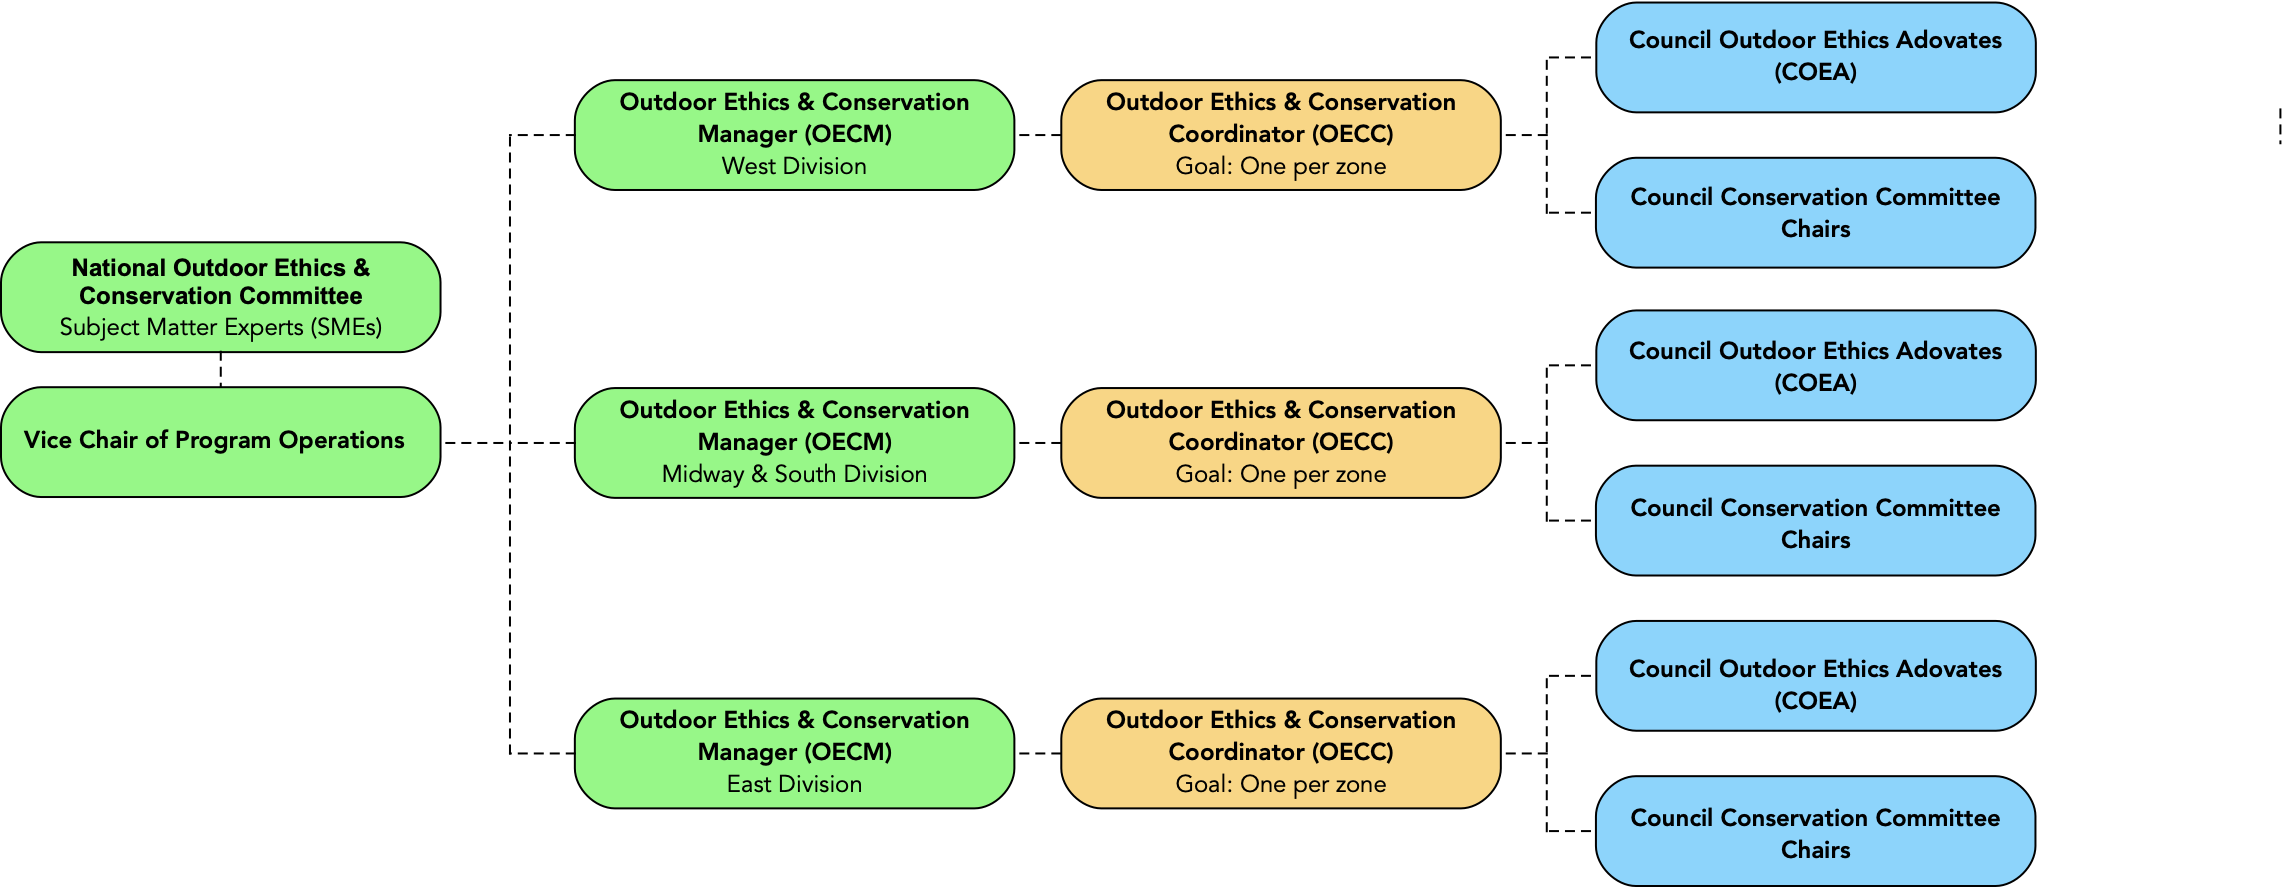 National Outdoor Ethics &
Conservation Committee
Subject Matter Experts (SMEs)
Vice Chair of Program Operations
Outdoor Ethics & Conservation
Manager (OECM)
West Division
Outdoor Ethics & Conservation
Coordinator (OECC)
Goal: One per zone
Council Outdoor Ethics Adovates
(COEA)
Council Conservation Committee
Chairs
Outdoor Ethics & Conservation
Manager (OECM)
Midway & South Division
Outdoor Ethics & Conservation
Coordinator (OECC)
Goal: One per zone
Council Outdoor Ethics Adovates
(COEA)
Council Conservation Committee
Chairs
Outdoor Ethics & Conservation
Manager (OECM)
East Division
Outdoor Ethics & Conservation
Coordinator (OECC)
Goal: One per zone
Council Outdoor Ethics Adovates
(COEA)
Council Conservation Committee
Chairs